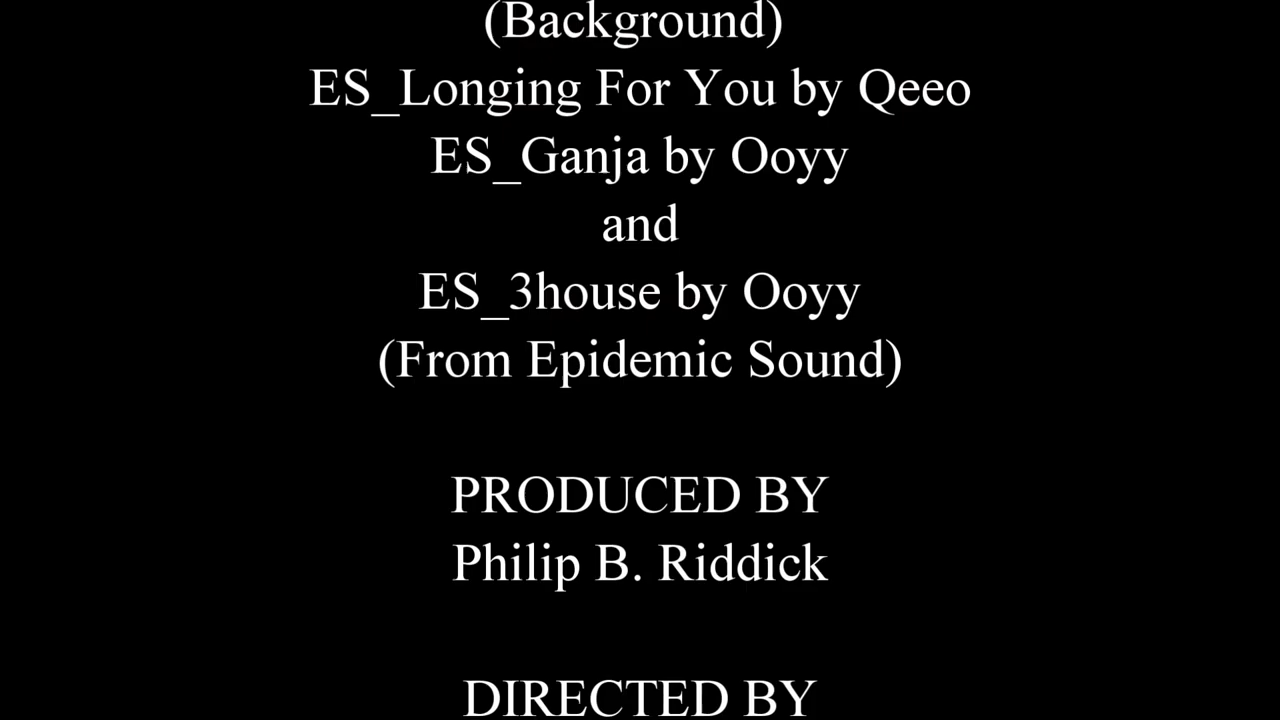 (Background)
ES_Longing For You by Qeeo
ES_Ganja by Ooyy
and
ES_3house by Ooyy
(From Epidemic Sound)
PRODUCED BY
Philip B. Riddick
DIRECTED BY